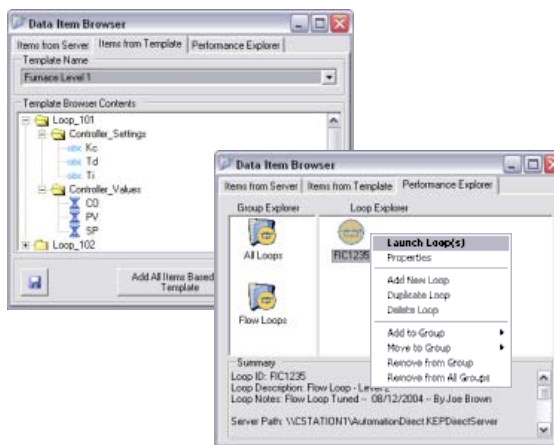 Data Item Browser
Items from Server
Items from Template
Performance Explorer
Template Name
Furnace Level 1
Template Browser Contents
Loop_101
Controller_Settings
abc Kc
abc Td
abc Ti
Controller_Values
CO
PV
SP
Loop_102
Add All Items Based
Template
Data Item Browser
Items from Server
Items from Template
Performance Explorer
Group Explorer
Loop Explorer
All Loops
Flow Loops
FIC1235
Launch Loop(s)
Properties
Add New Loop
Duplicate Loop
Delete Loop
Add to Group
Move to Group
Remove from Group
Remove from All Groups
Summary
Loop ID: FIC1235
Loop Description: Flow Loop - Level 2
Loop Notes: Flow Loop Tuned -- 08/12/2004 -- By Joe Brown
Server Path: \\CSTATION1\AutomationDirect.KEPDirectServer